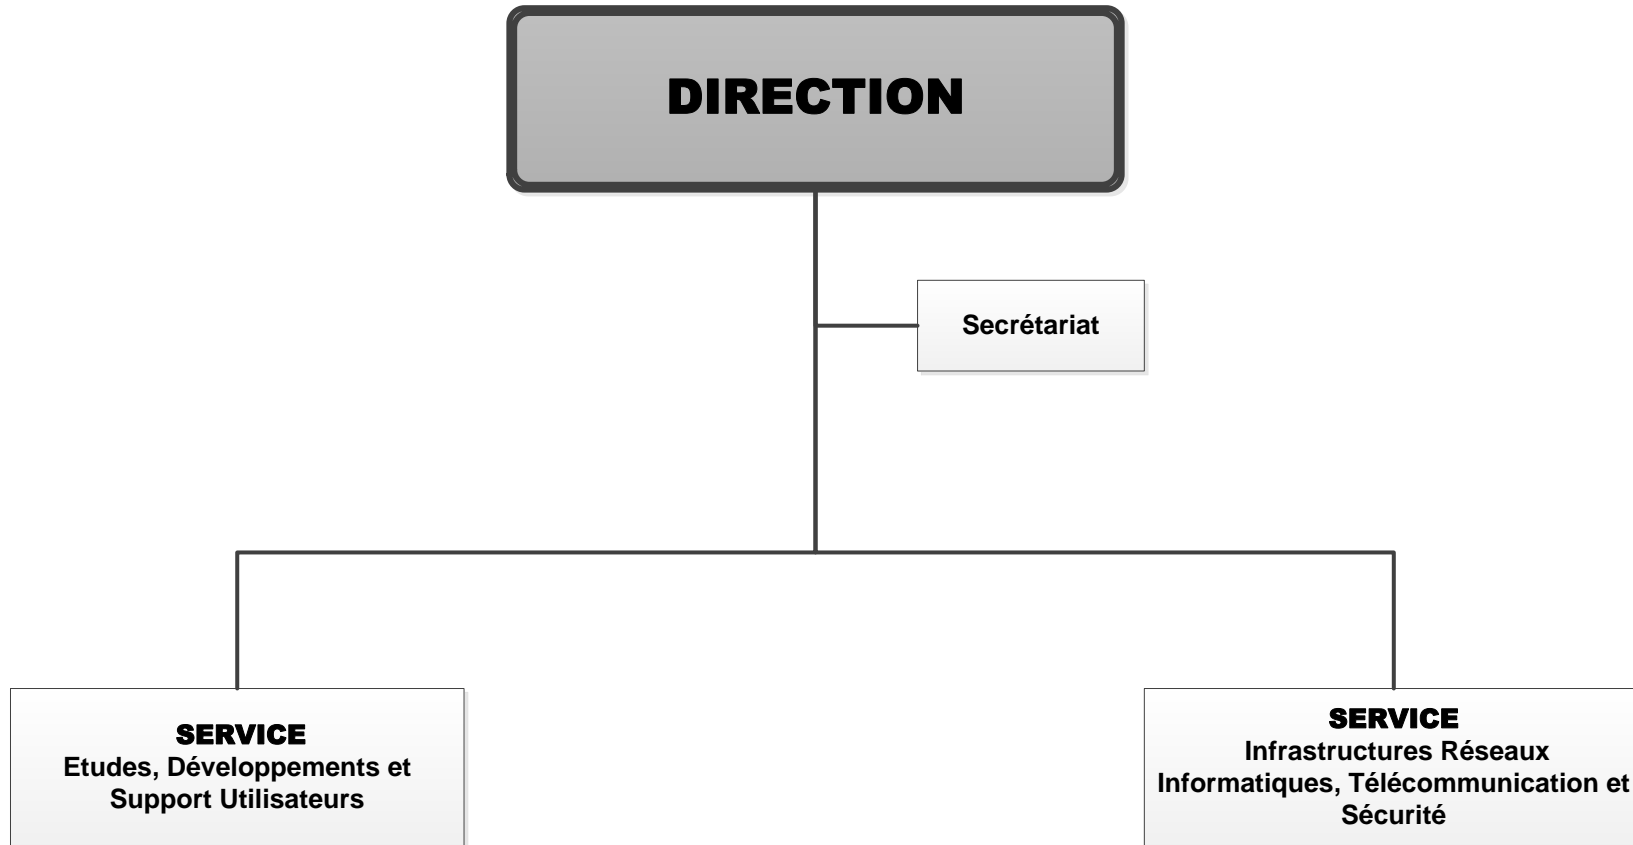 DIRECTION
Secrétariat
SERVICE
Etudes, Développements et
Support Utilisateurs
SERVICE
Infrastructures Réseaux
Informatiques, Télécommunication et
Sécurité